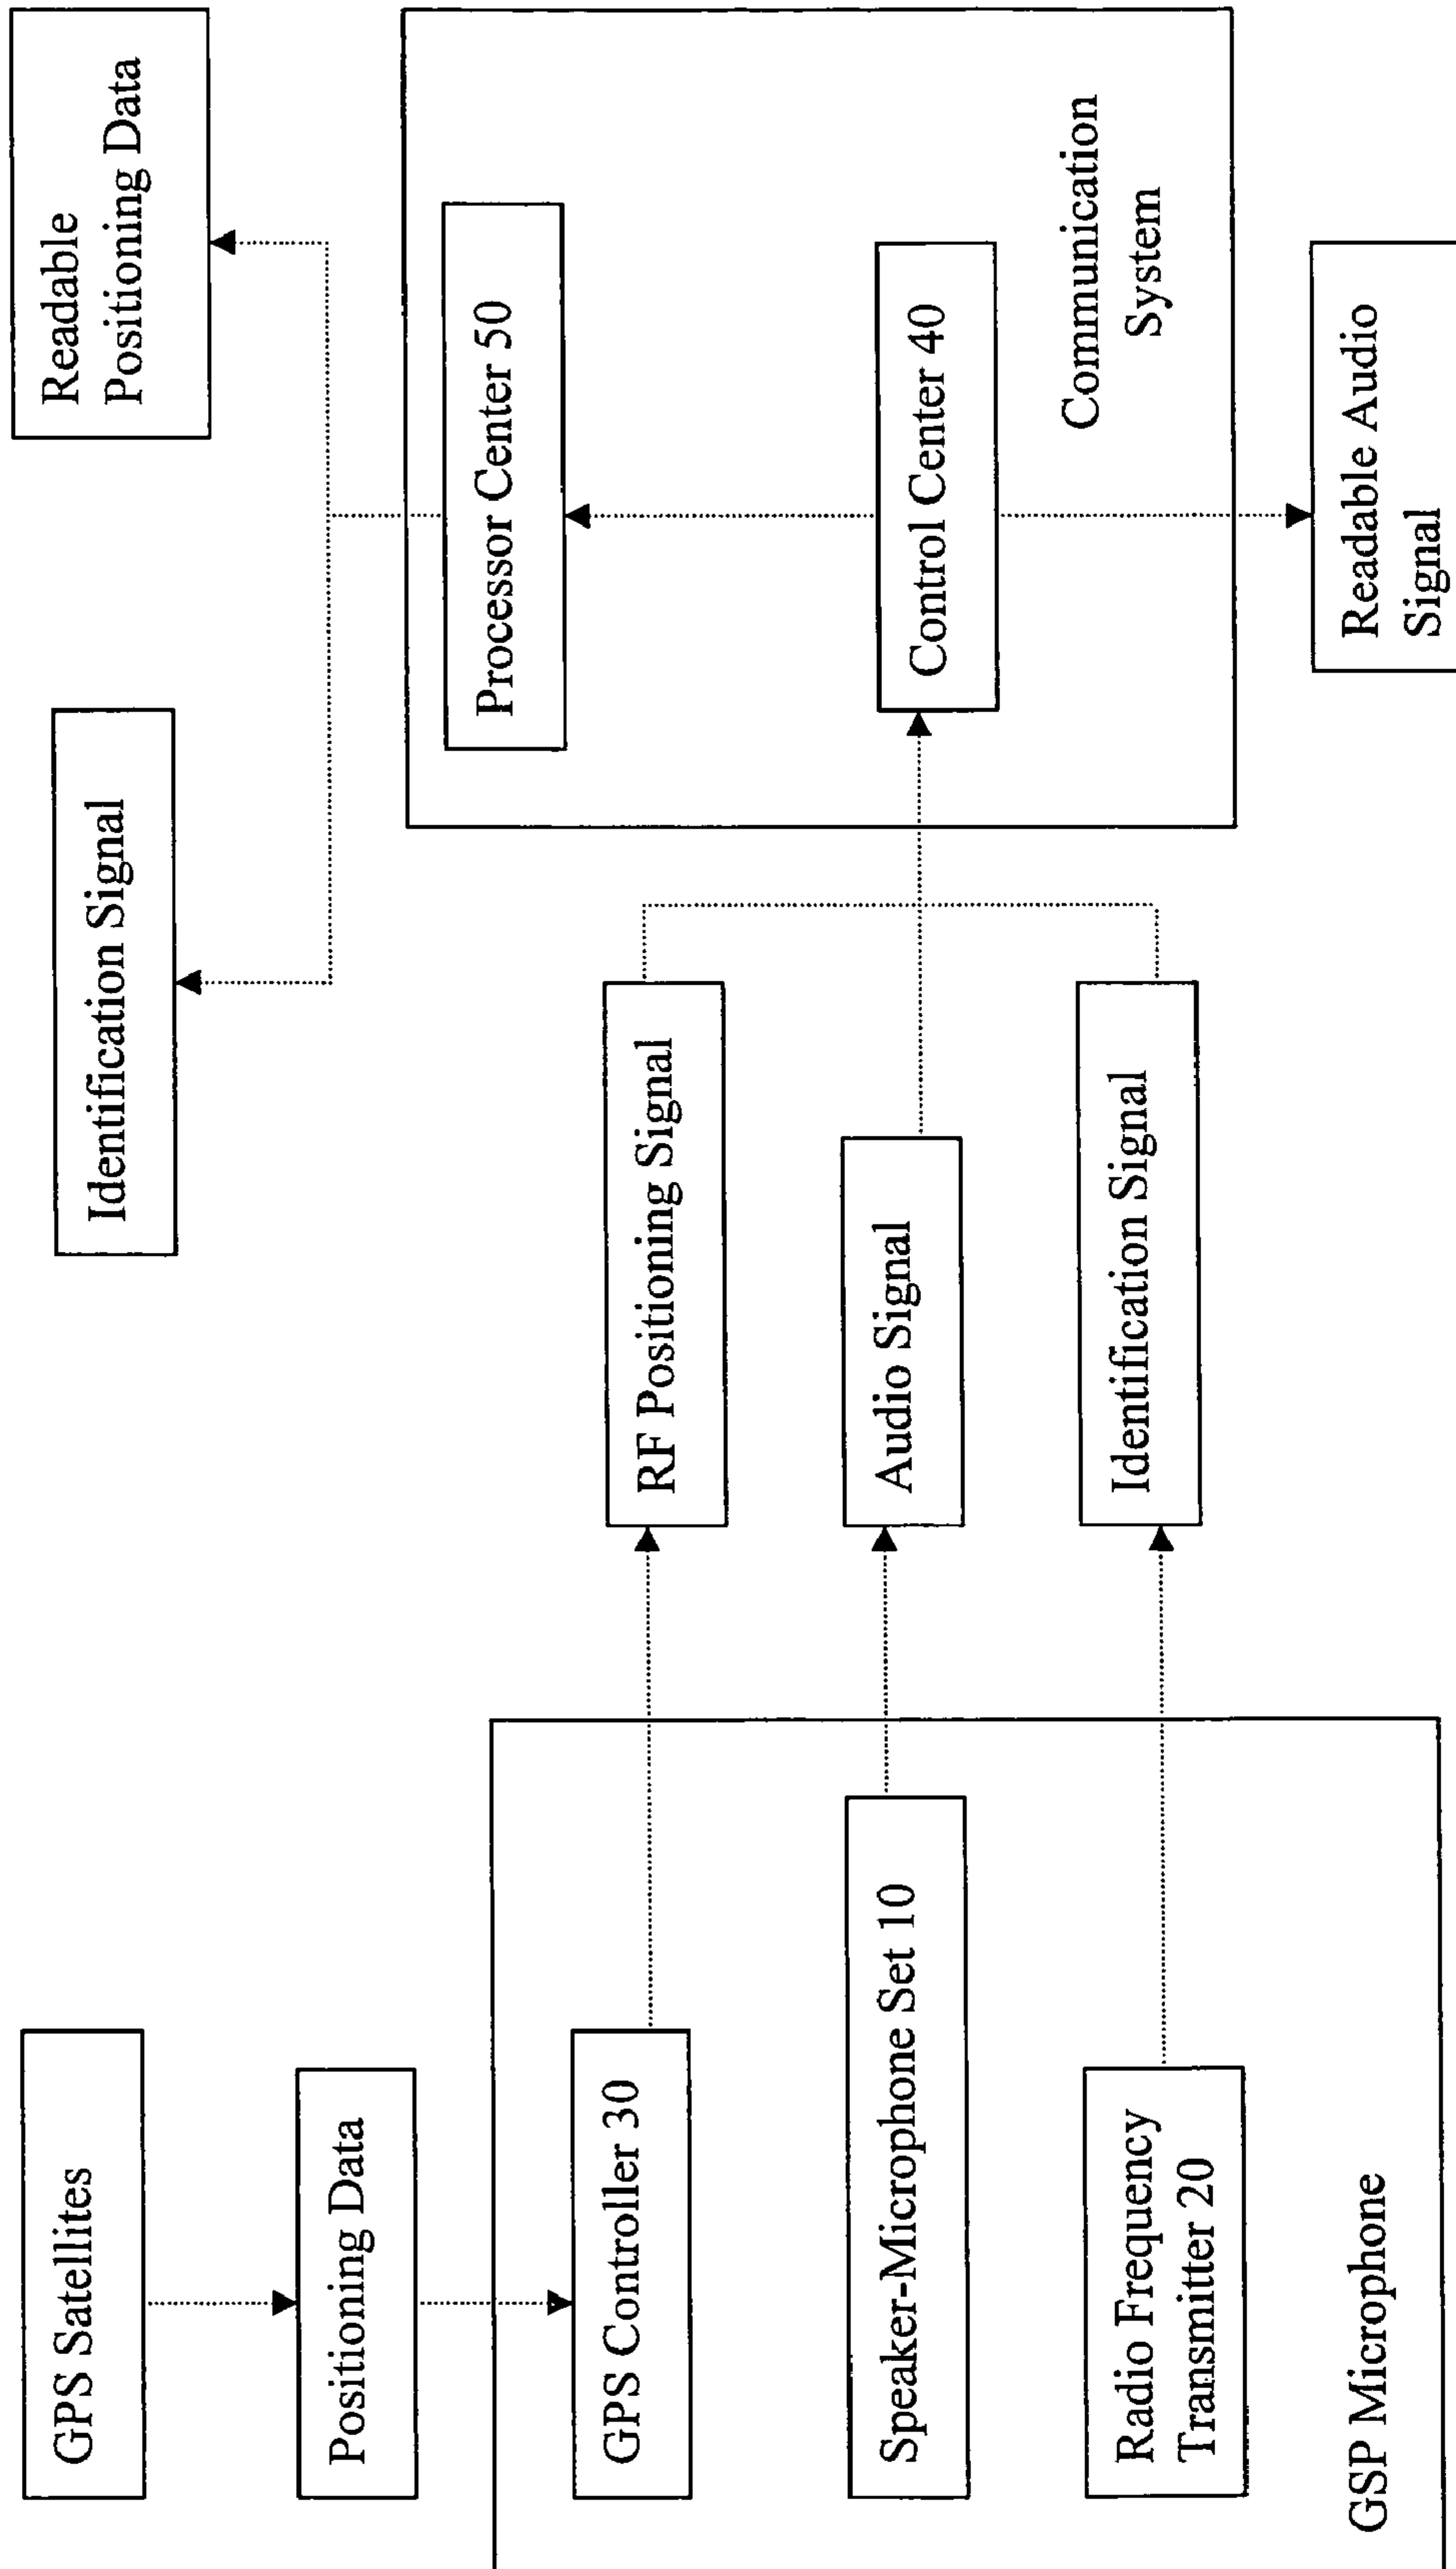 GPS Satellites
Positioning Data
GPS Controller 30
Speaker-Microphone Set 10
Radio Frequency
Transmitter 20
GSP Microphone
RF Positioning Signal
Audio Signal
Identification Signal
Identification Signal
Readable
Positioning Data
Processor Center 50
Control Center 40
Communication
System
Readable Audio
Signal